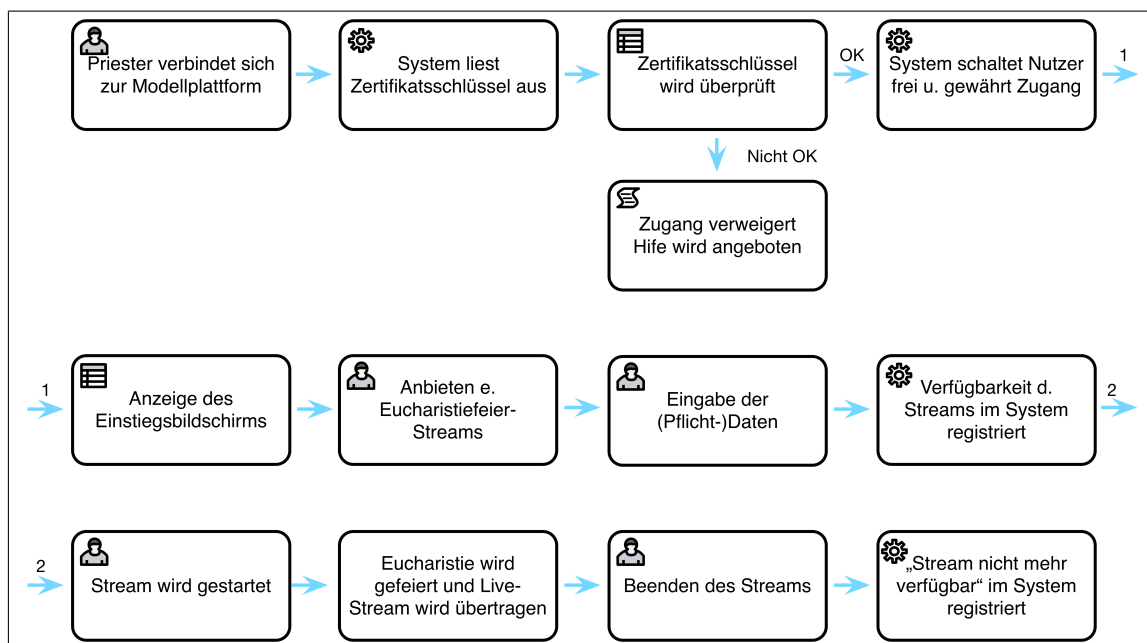 Priester verbindet sich
zur Modellplattform
System liest
Zertifikatsschlüssel aus
Zertifikatsschlüssel
wird überprüft
OK
System schaltet Nutzer
frei u. gewährt Zugang
1
Nicht OK
Zugang verweigert
Hife wird angeboten
1
Anzeige des
Einstiegsbildschirms
Anbieten e.
Eucharistiefeier-
Streams
Eingabe der
(Pflicht-)Daten
Verfügbarkeit d.
Streams im System
registriert
2
2
Stream wird gestartet
Eucharistie wird
gefeiert und Live-
Stream wird übertragen
Beenden des Streams
„Stream nicht mehr
verfügbar“ im System
registriert